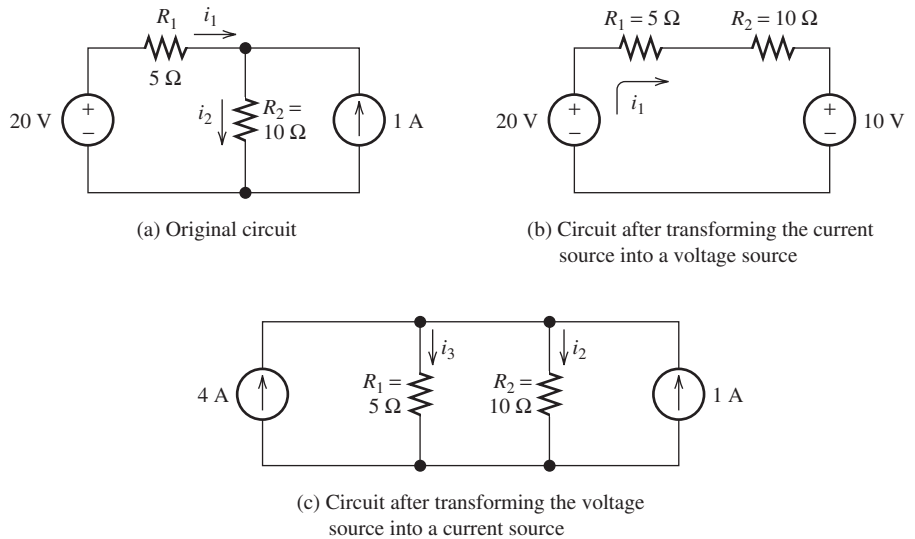 R1 i1
5 Ω
20 V
+
−
i2
R2 =
10 Ω
1 A
(a) Original circuit
R1 = 5 Ω
R2 = 10 Ω
i1
20 V
+
−
+
−
10 V
(b) Circuit after transforming the current
source into a voltage source
4 A
i3
R1 =
5 Ω
i2
R2 =
10 Ω
1 A
(c) Circuit after transforming the voltage
source into a current source